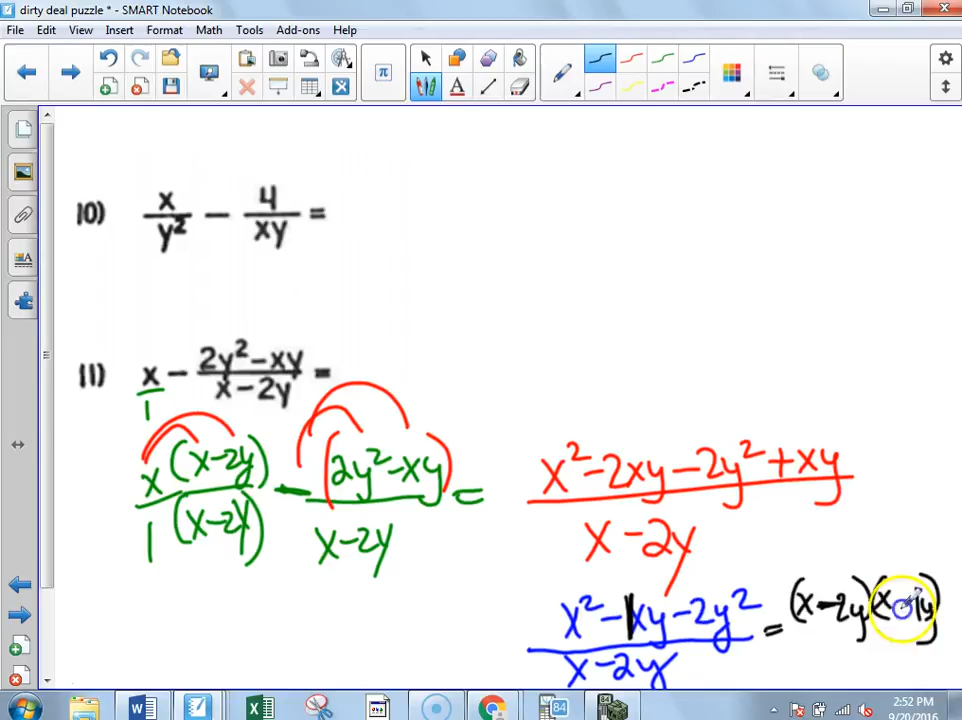 dirty deal puzzle * - SMART Notebook
File Edit View Insert Format Math Tools Add-ons Help
10) x/y² - 4/xy =
11) x/1 - (2y²-xy)/(x-2y) =
x(x-2y)/1(x-2y) - (2y²-xy)/(x-2y) = (x²-2xy-2y²+xy)/(x-2y)
(x²-1xy-2y²)/(x-2y) = (x-2y)(x 1y)
2:52 PM
9/20/2016